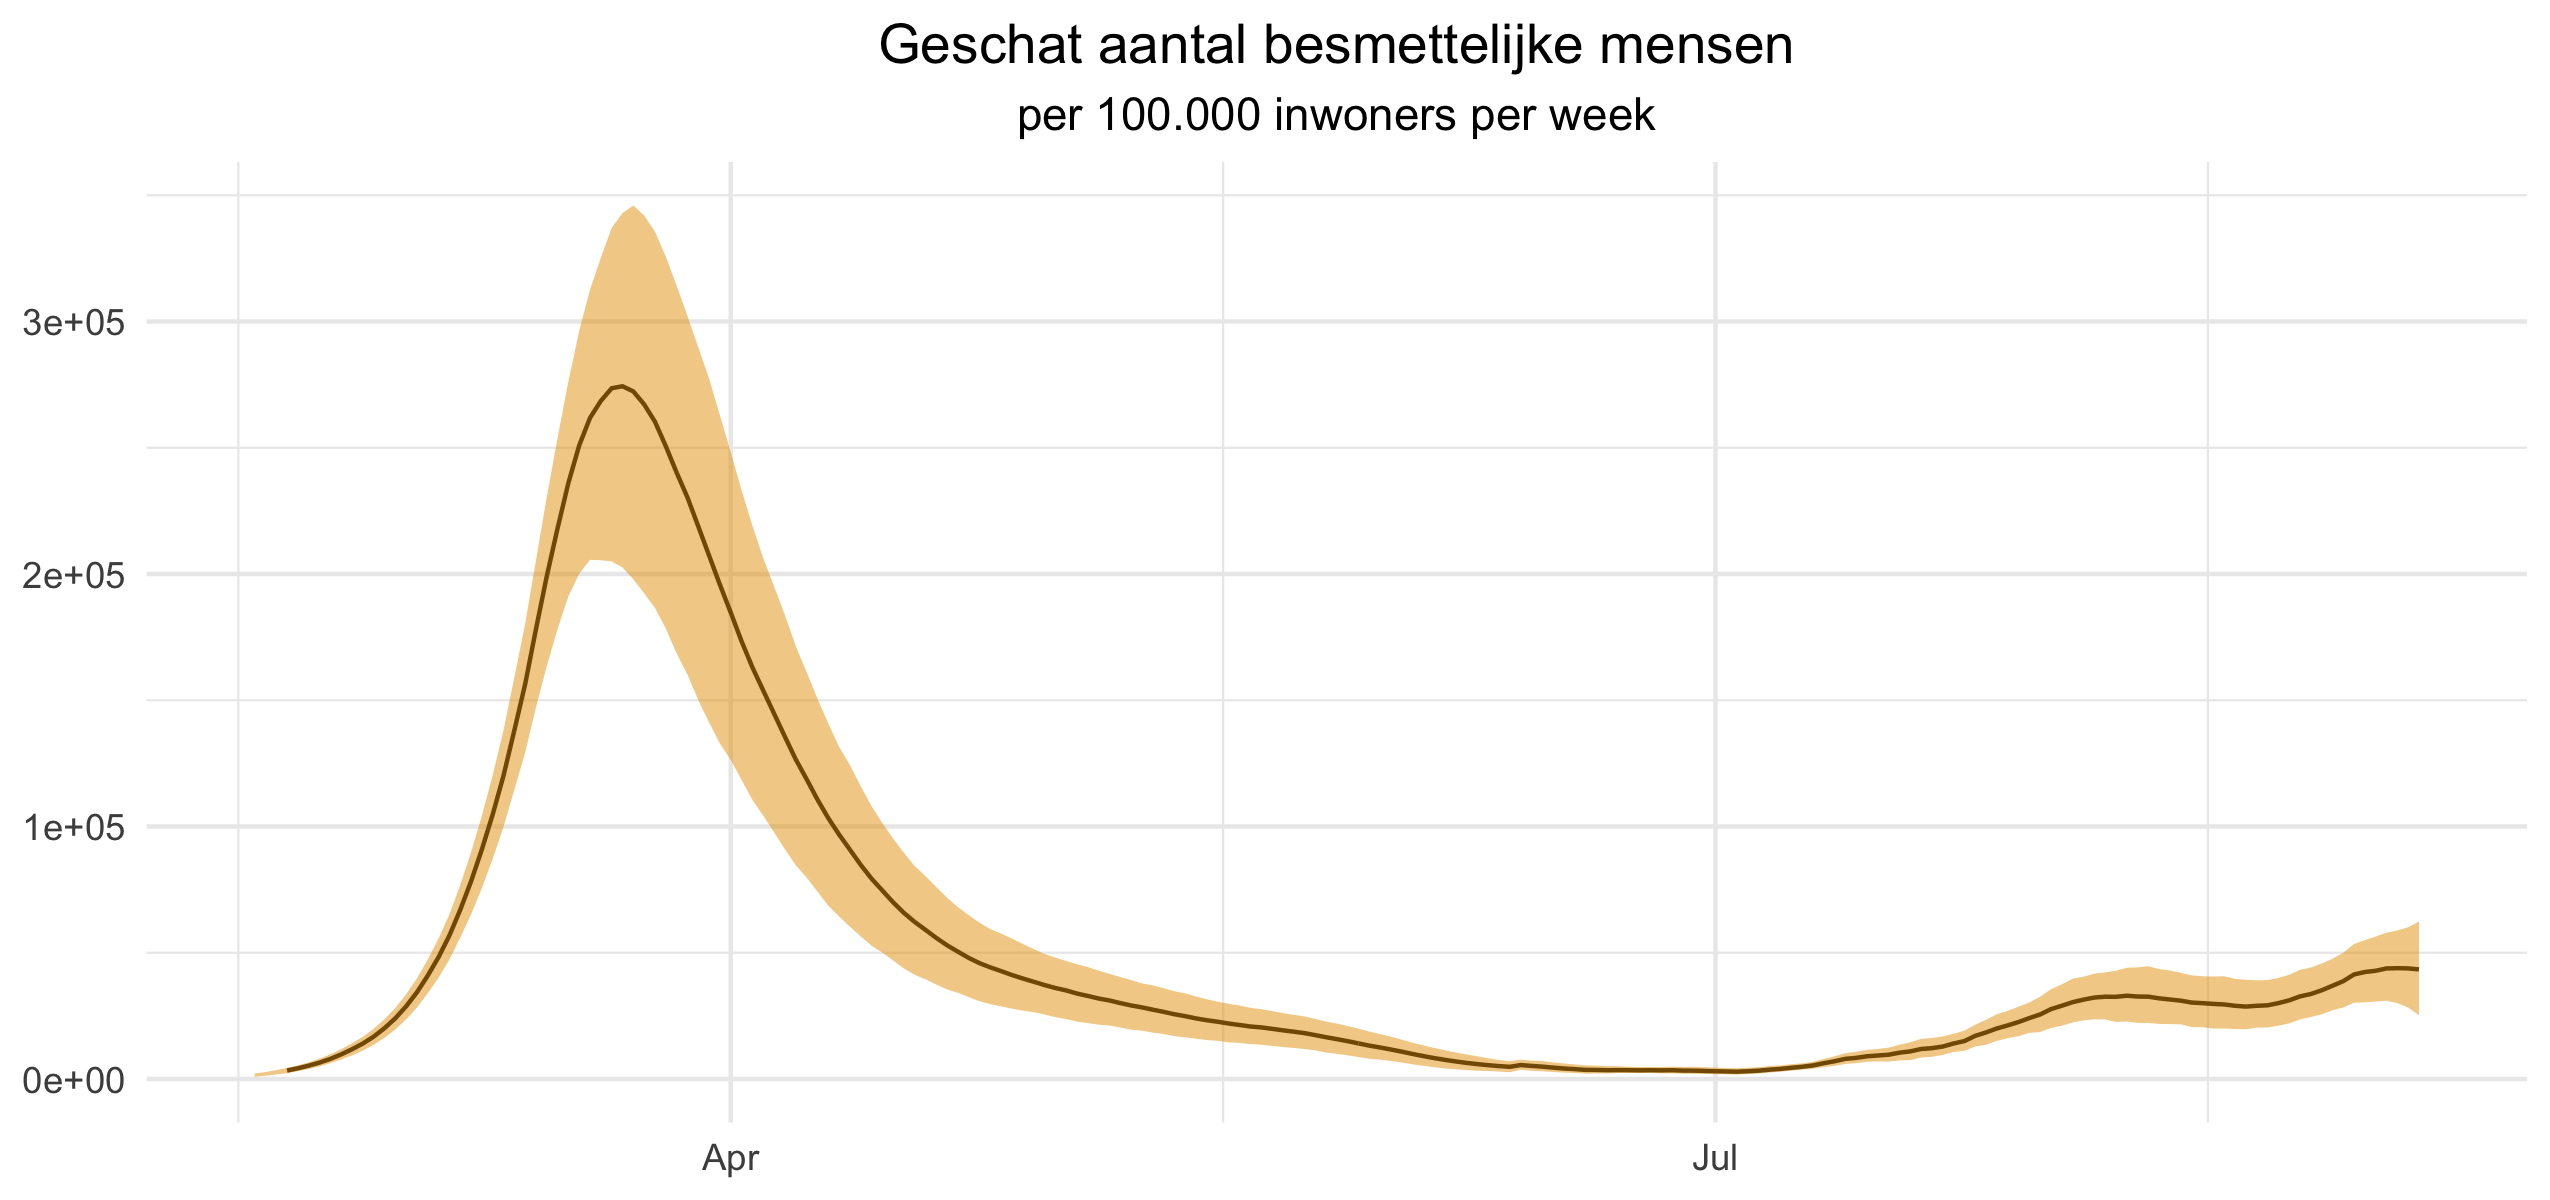 Geschat aantal besmettelijke mensen
per 100.000 inwoners per week
3e+05
2e+05
1e+05
0e+00
Apr
Jul